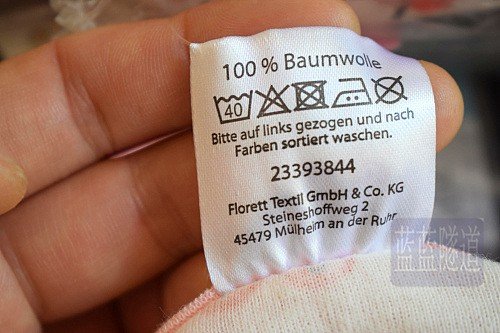 100 % Baumwolle
40
Bitte auf links gezogen und nach
Farben sortiert waschen.
23393844
Florett Textil GmbH & Co. KG
Steineshoffweg 2
45479 Mülheim an der Ruhr
蓝蓝隧道